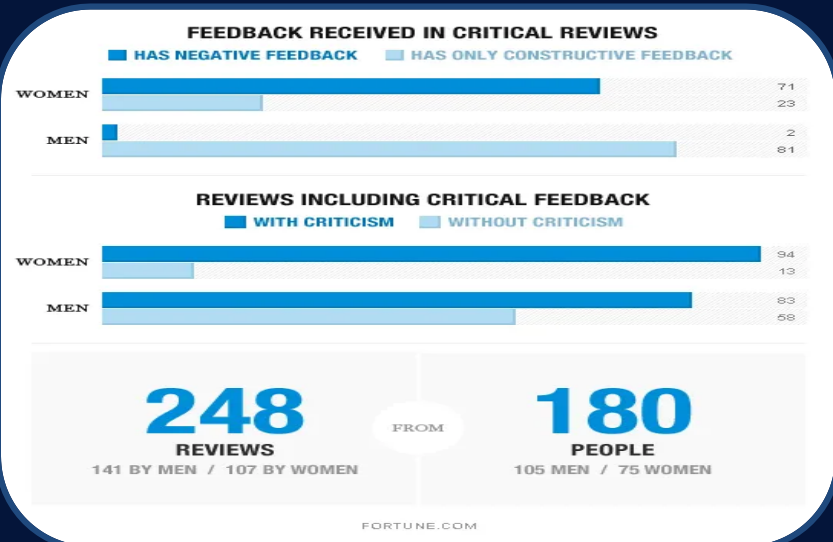 FEEDBACK RECEIVED IN CRITICAL REVIEWS
HAS NEGATIVE FEEDBACK HAS ONLY CONSTRUCTIVE FEEDBACK
WOMEN 71
23
MEN 2
81
REVIEWS INCLUDING CRITICAL FEEDBACK
WITH CRITICISM WITHOUT CRITICISM
WOMEN 94
13
MEN 83
58
248
REVIEWS
141 BY MEN / 107 BY WOMEN
FROM
180
PEOPLE
105 MEN / 75 WOMEN
FORTUNE.COM